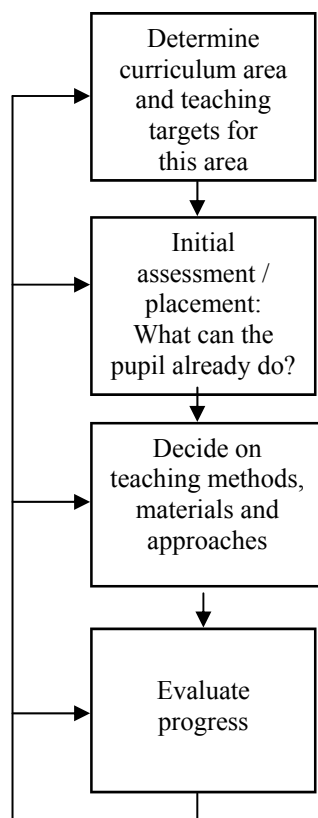 Determine
curriculum area
and teaching
targets for
this area
Initial
assessment /
placement:
What can the
pupil already do?
Decide on
teaching methods,
materials and
approaches
Evaluate
progress